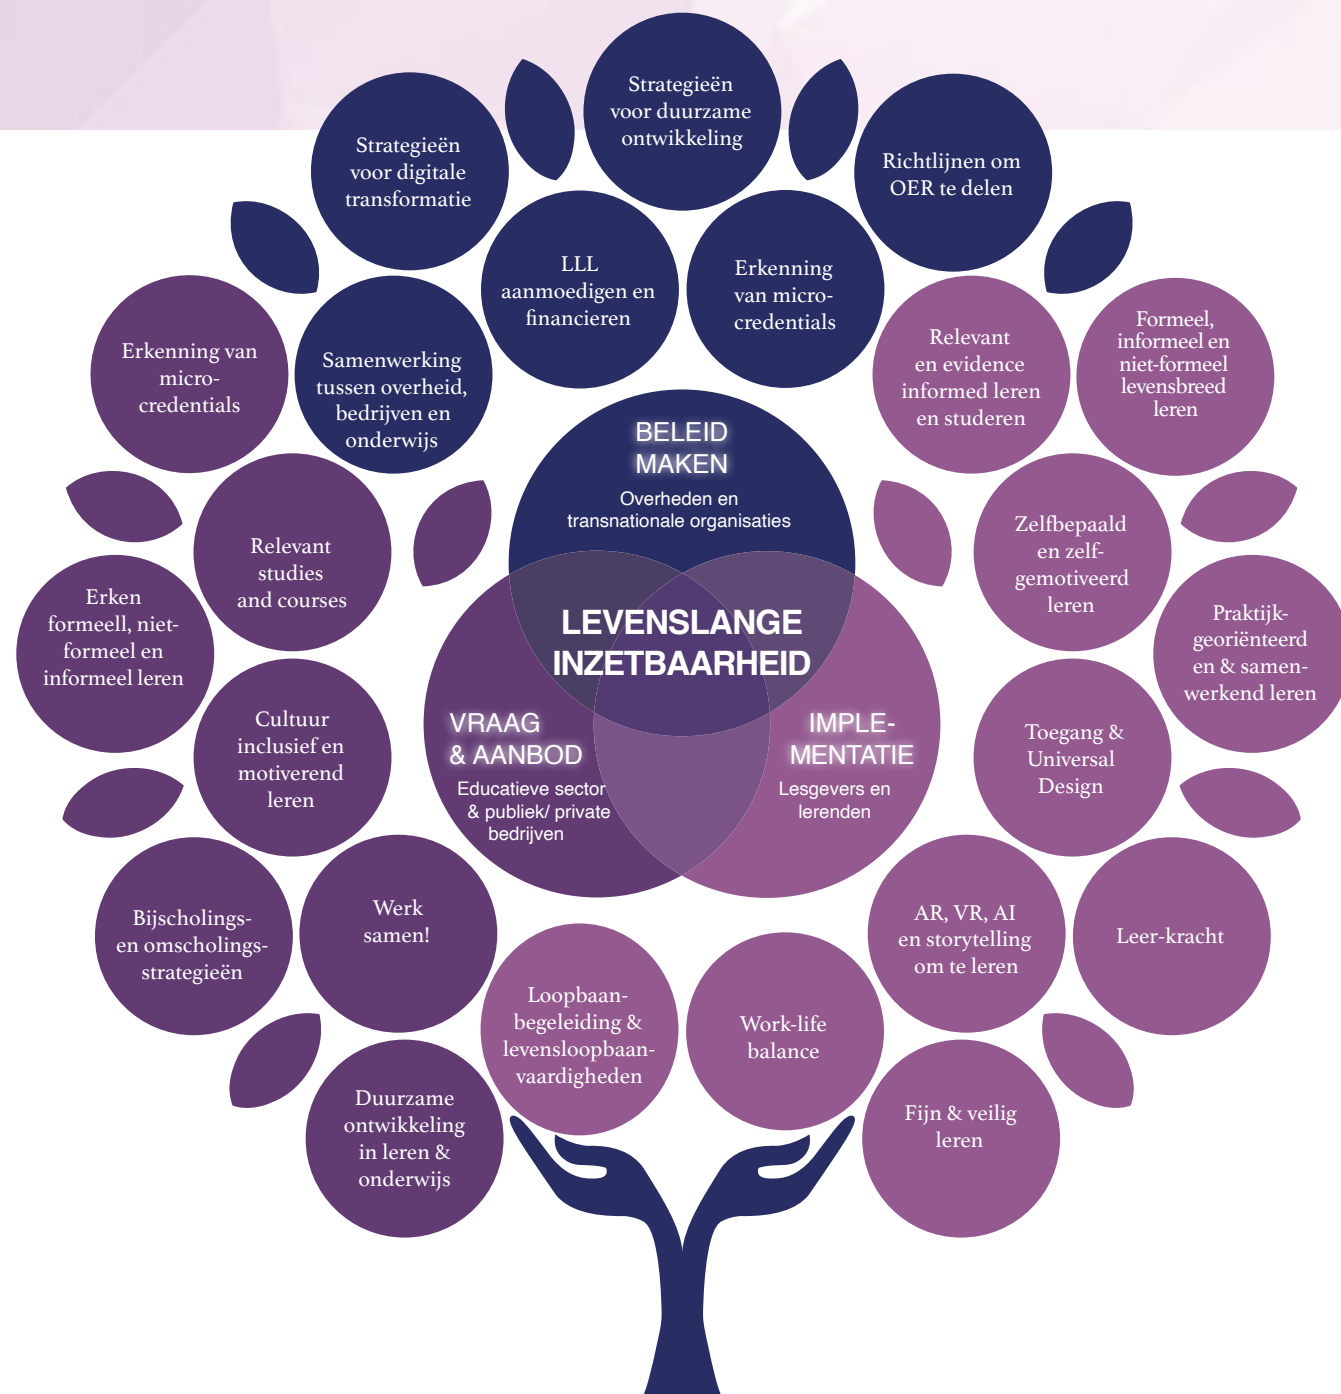 Strategieën
voor duurzame
ontwikkeling
Strategieën
voor digitale
transformatie
Richtlijnen om
OER te delen
LLL
aanmoedigen en
financieren
Erkenning
van micro-
credentials
Erkenning van
micro-
credentials
Samenwerking
tussen overheid,
bedrijven en
onderwijs
Relevant
en evidence
informed leren
en studeren
Formeel,
informeel en
niet-formeel
levensbreed
leren
BELEID
MAKEN
Overheden en
transnationale organisaties
Relevant
studies
and courses
Zelfbepaald
en zelf-
gemotiveerd
leren
Erken
formeell, niet-
formeel en
informeel leren
LEVENSLANGE
INZETBAARHEID
Praktijk-
georiënteerd
en & samen-
werkend leren
Cultuur
inclusief en
motiverend
leren
VRAAG
& AANBOD
Educatieve sector
& publiek/ private
bedrijven
IMPLE-
MENTATIE
Lesgevers en
lerenden
Toegang &
Universal
Design
Bijscholings-
en omscholings-
strategieën
Werk
samen!
AR, VR, AI
en storytelling
om te leren
Leer-kracht
Loopbaan-
begeleiding &
levensloopbaan-
vaardigheden
Work-life
balance
Duurzame
ontwikkeling
in leren &
onderwijs
Fijn & veilig
leren